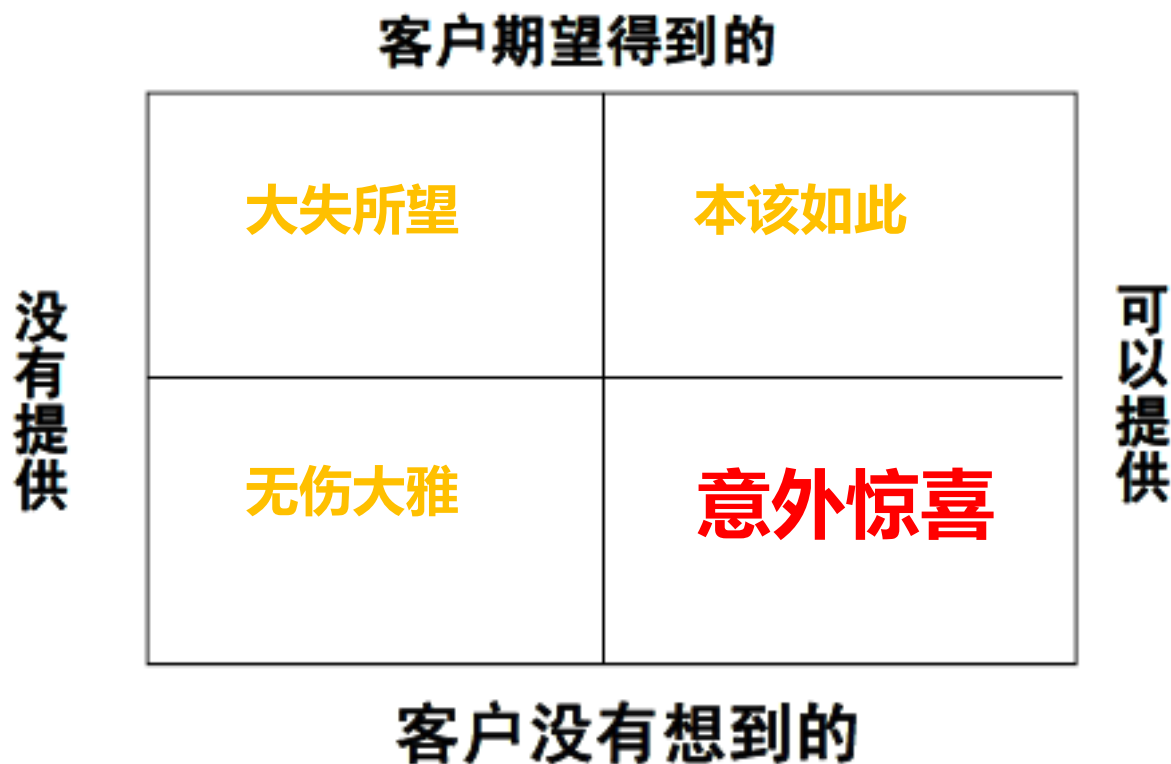 客户期望得到的
大失所望
本该如此
没有提供
可以提供
无伤大雅
意外惊喜
客户没有想到的